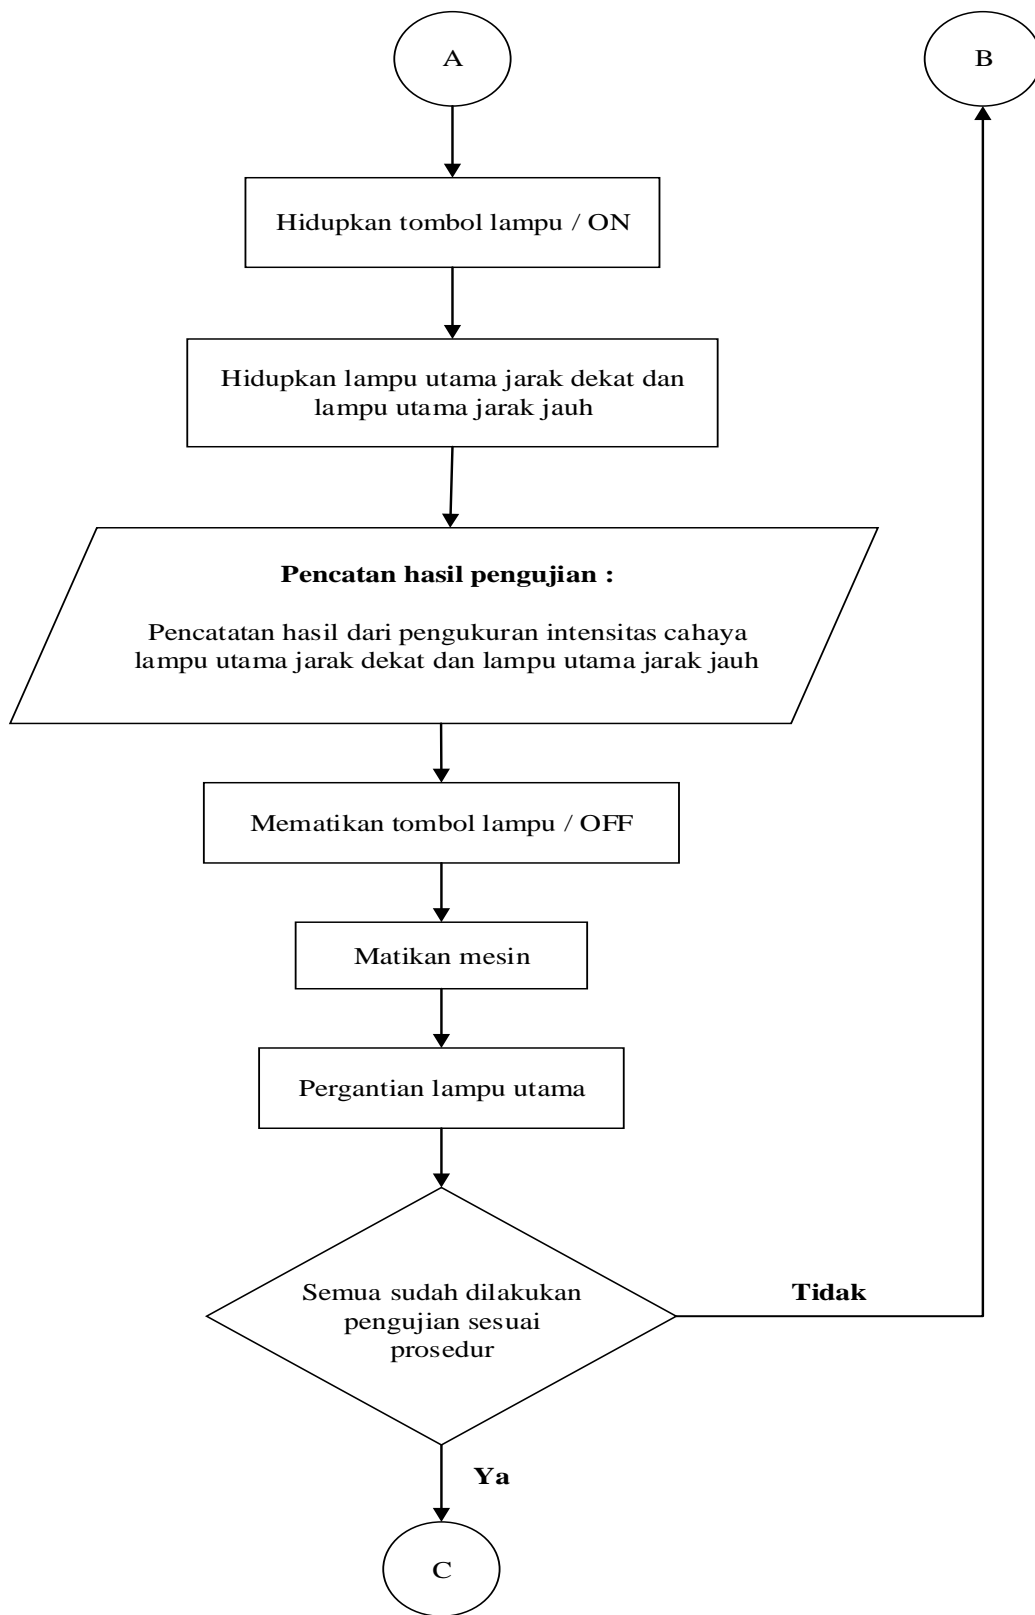 A
B
Hidupkan tombol lampu / ON
Hidupkan lampu utama jarak dekat dan
lampu utama jarak jauh
Pencatan hasil pengujian :
Pencatatan hasil dari pengukuran intensitas cahaya
lampu utama jarak dekat dan lampu utama jarak jauh
Mematikan tombol lampu / OFF
Matikan mesin
Pergantian lampu utama
Semua sudah dilakukan
pengujian sesuai
prosedur
Tidak
Ya
C